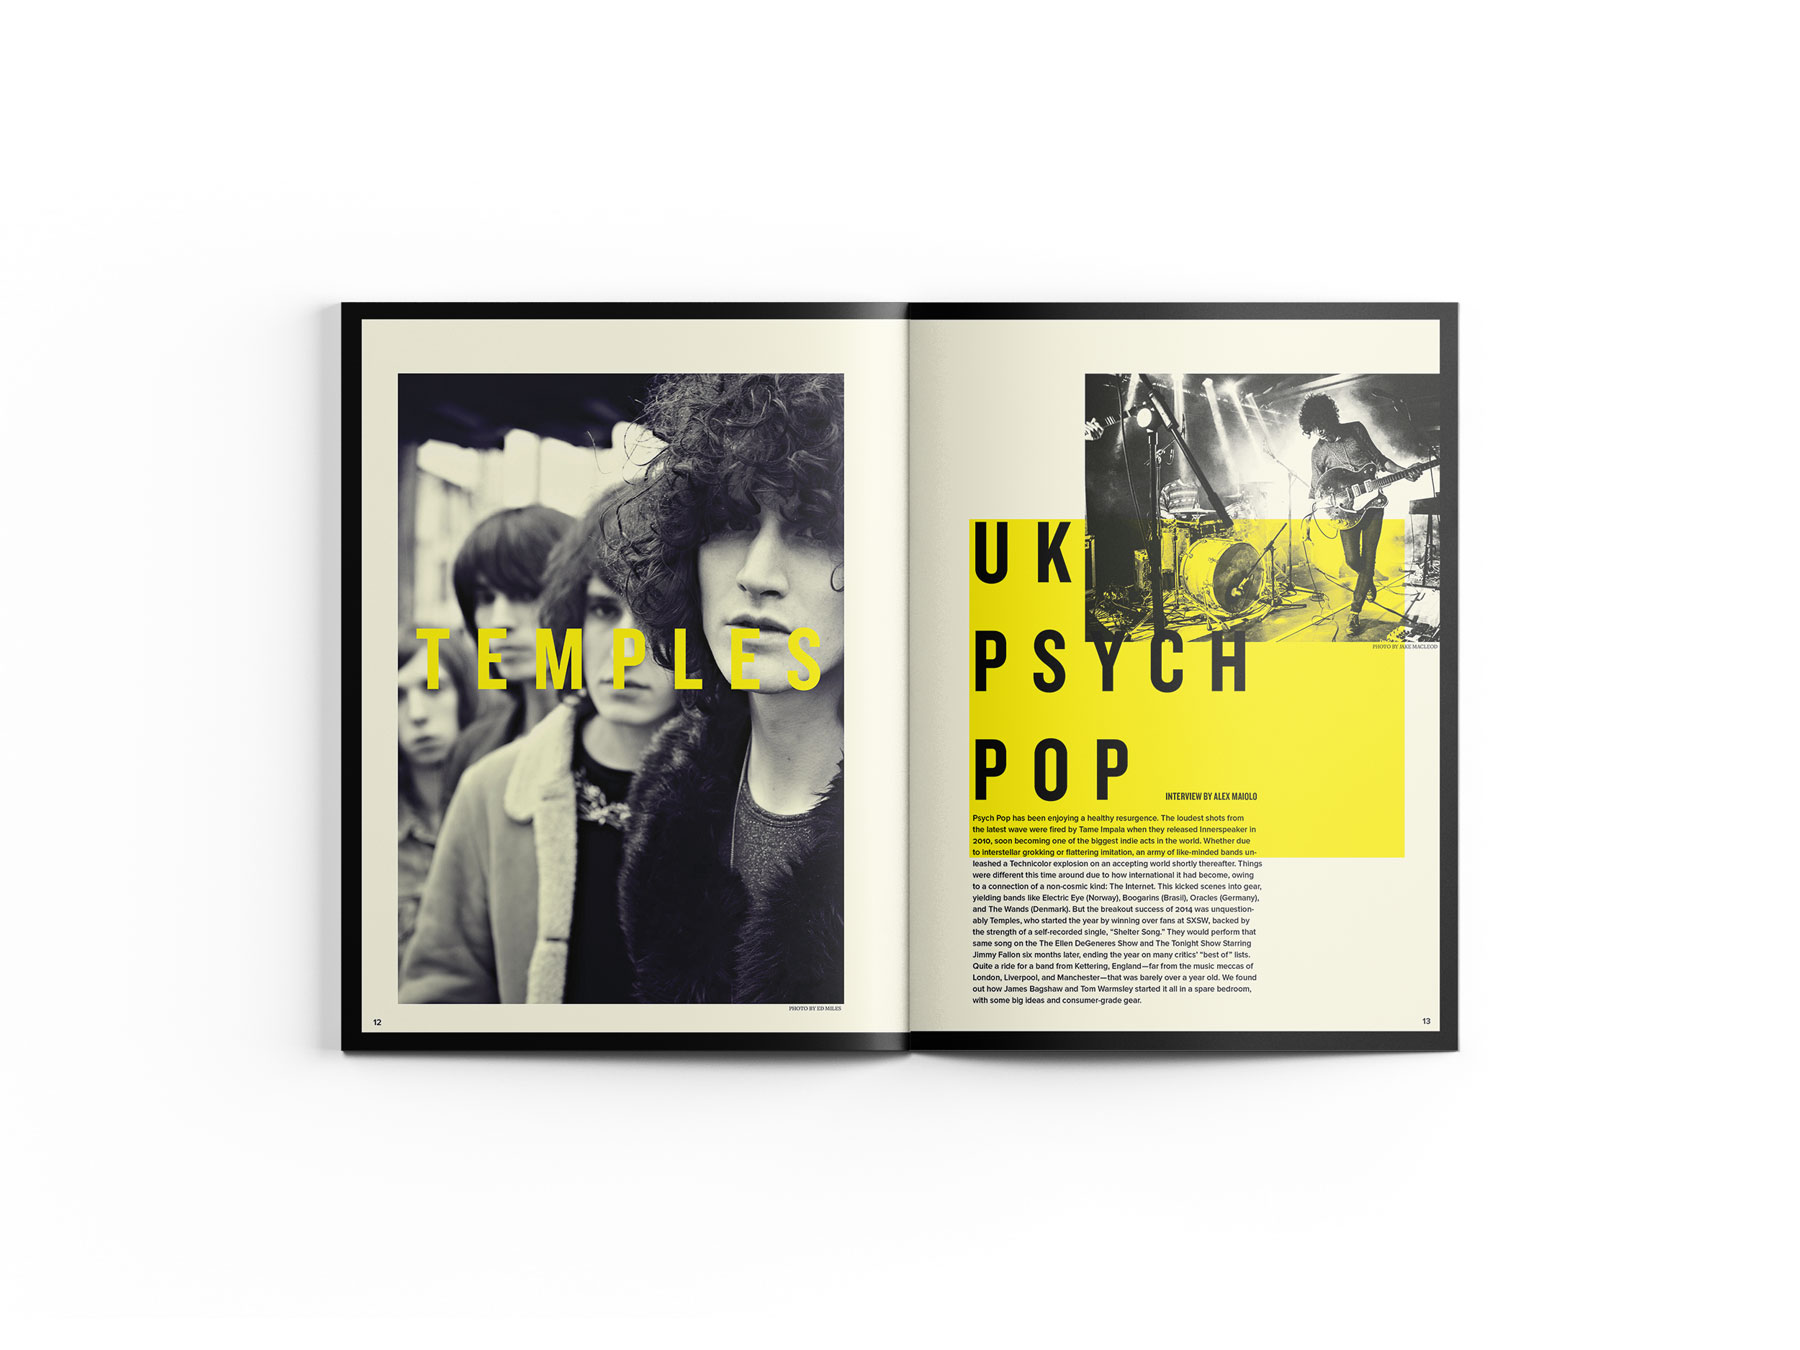 TEMPLES
PHOTO BY ED MILES
12
UK
PSYCH
POP
PHOTO BY JAKE MACLEOD
INTERVIEW BY ALEX MAIOLO
Psych Pop has been enjoying a healthy resurgence. The loudest shots from
the latest wave were fired by Tame Impala when they released Innerspeaker in
2010, soon becoming one of the biggest indie acts in the world. Whether due
to interstellar grokking or flattering imitation, an army of like-minded bands un-
leashed a Technicolor explosion on an accepting world shortly thereafter. Things
were different this time around due to how international it had become, owing
to a connection of a non-cosmic kind: The Internet. This kicked scenes into gear,
yielding bands like Electric Eye (Norway), Boogarins (Brasil), Oracles (Germany),
and The Wands (Denmark). But the breakout success of 2014 was unquestion-
ably Temples, who started the year by winning over fans at SXSW, backed by
the strength of a self-recorded single, "Shelter Song." They would perform that
same song on the The Ellen DeGeneres Show and The Tonight Show Starring
Jimmy Fallon six months later, ending the year on many critics' "best of" lists.
Quite a ride for a band from Kettering, England—far from the music meccas of
London, Liverpool, and Manchester—that was barely over a year old. We found
out how James Bagshaw and Tom Warmsley started it all in a spare bedroom,
with some big ideas and consumer-grade gear.
13